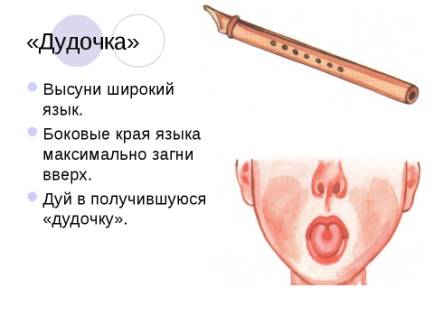 «Дудочка»
Высуни широкий
язык.
Боковые края языка
максимально загни
вверх.
Дуй в получившуюся
«дудочку».